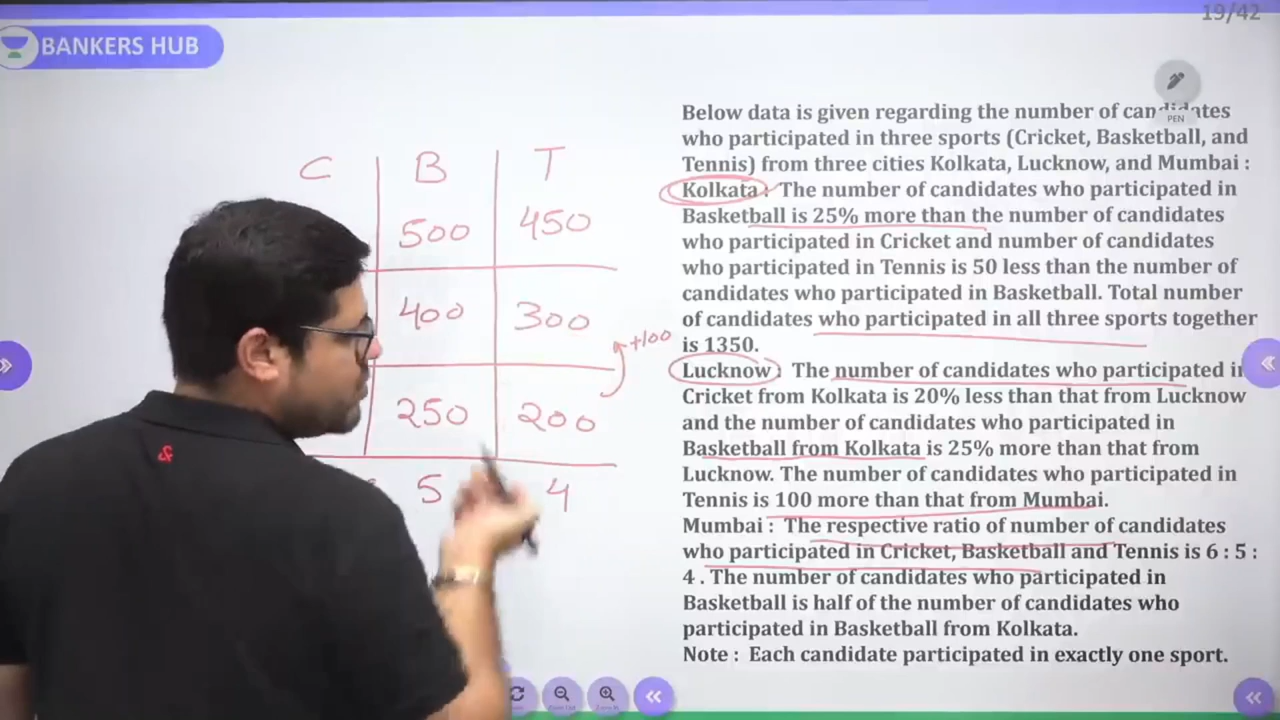 19/42
BANKERS HUB
PEN
C B T
500 450
400 300
+100
250 200
5 4
Below data is given regarding the number of candidates
who participated in three sports (Cricket, Basketball, and
Tennis) from three cities Kolkata, Lucknow, and Mumbai :
Kolkata : The number of candidates who participated in
Basketball is 25% more than the number of candidates
who participated in Cricket and number of candidates
who participated in Tennis is 50 less than the number of
candidates who participated in Basketball. Total number
of candidates who participated in all three sports together
is 1350.
Lucknow : The number of candidates who participated in
Cricket from Kolkata is 20% less than that from Lucknow
and the number of candidates who participated in
Basketball from Kolkata is 25% more than that from
Lucknow. The number of candidates who participated in
Tennis is 100 more than that from Mumbai.
Mumbai : The respective ratio of number of candidates
who participated in Cricket, Basketball and Tennis is 6 : 5 :
4 . The number of candidates who participated in
Basketball is half of the number of candidates who
participated in Basketball from Kolkata.
Note : Each candidate participated in exactly one sport.